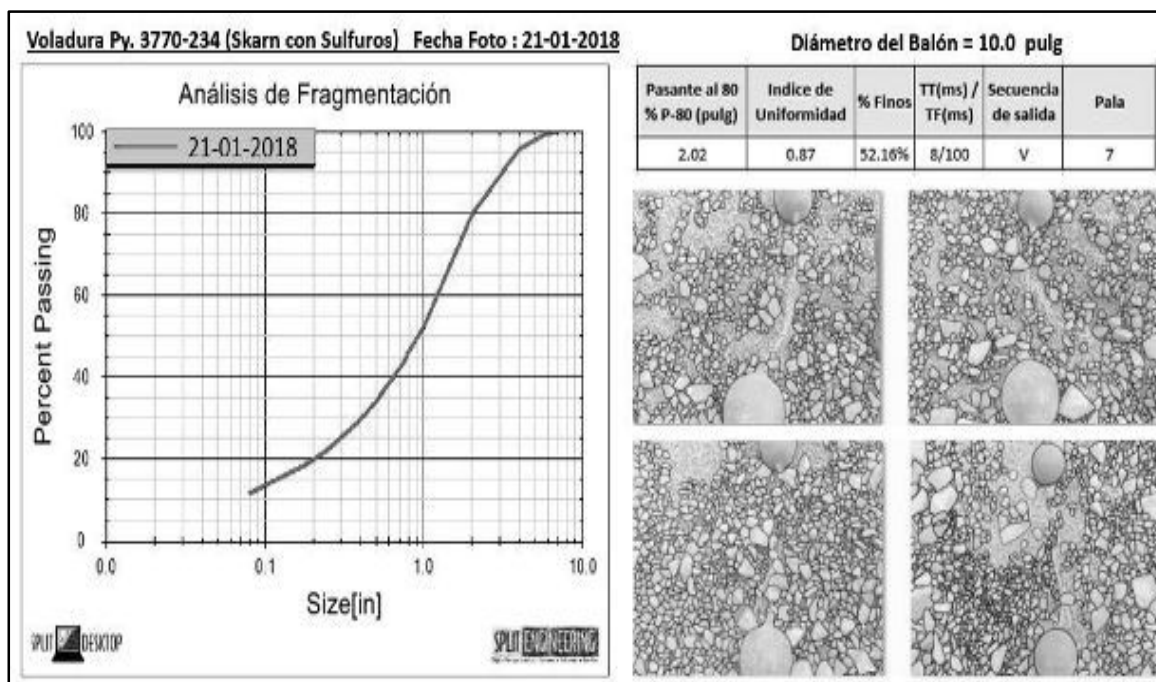 Voladura Py. 3770-234 (Skarn con Sulfuros) Fecha Foto : 21-01-2018
Análisis de Fragmentación
21-01-2018
Percent Passing
100
80
60
40
20
0
0.0 0.1 1.0 10.0
Size[in]
SPLIT DESKTOP
SPLIT ENGINEERING
Diámetro del Balón = 10.0 pulg
Pasante al 80 % P-80 (pulg) Indice de Uniformidad % Finos TT(ms) / TF(ms) Secuencia de salida Pala
2.02 0.87 52.16% 8/100 V 7